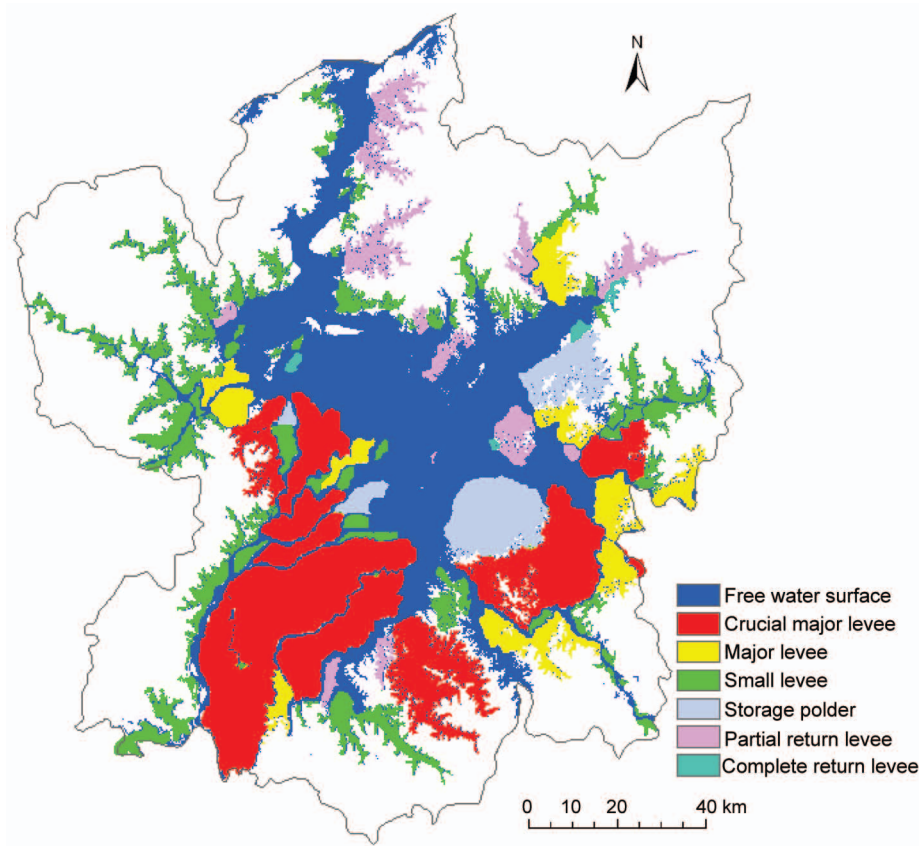 N
Free water surface
Crucial major levee
Major levee
Small levee
Storage polder
Partial return levee
Complete return levee
0 10 20 40 km